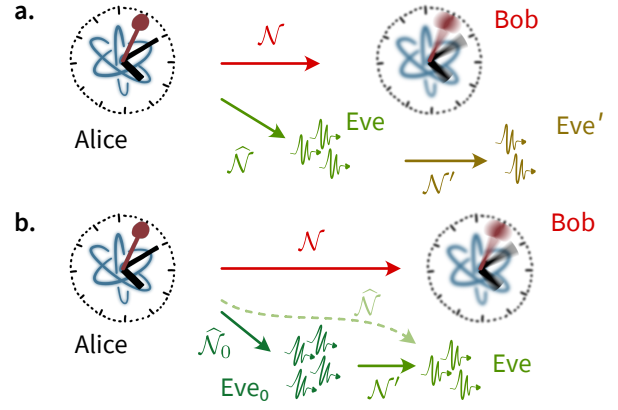 a.
𝒩
Bob
Alice
𝒩̂
Eve
𝒩′
Eve′
b.
𝒩
Bob
Alice
𝒩̂
𝒩̂₀
Eve₀
𝒩′
Eve